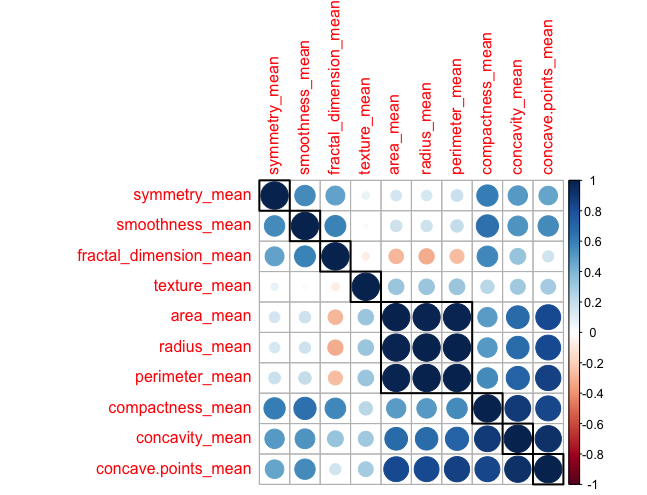 symmetry_mean
smoothness_mean
fractal_dimension_mean
texture_mean
area_mean
radius_mean
perimeter_mean
compactness_mean
concavity_mean
concave.points_mean
symmetry_mean
smoothness_mean
fractal_dimension_mean
texture_mean
area_mean
radius_mean
perimeter_mean
compactness_mean
concavity_mean
concave.points_mean
1
0.8
0.6
0.4
0.2
0
-0.2
-0.4
-0.6
-0.8
-1